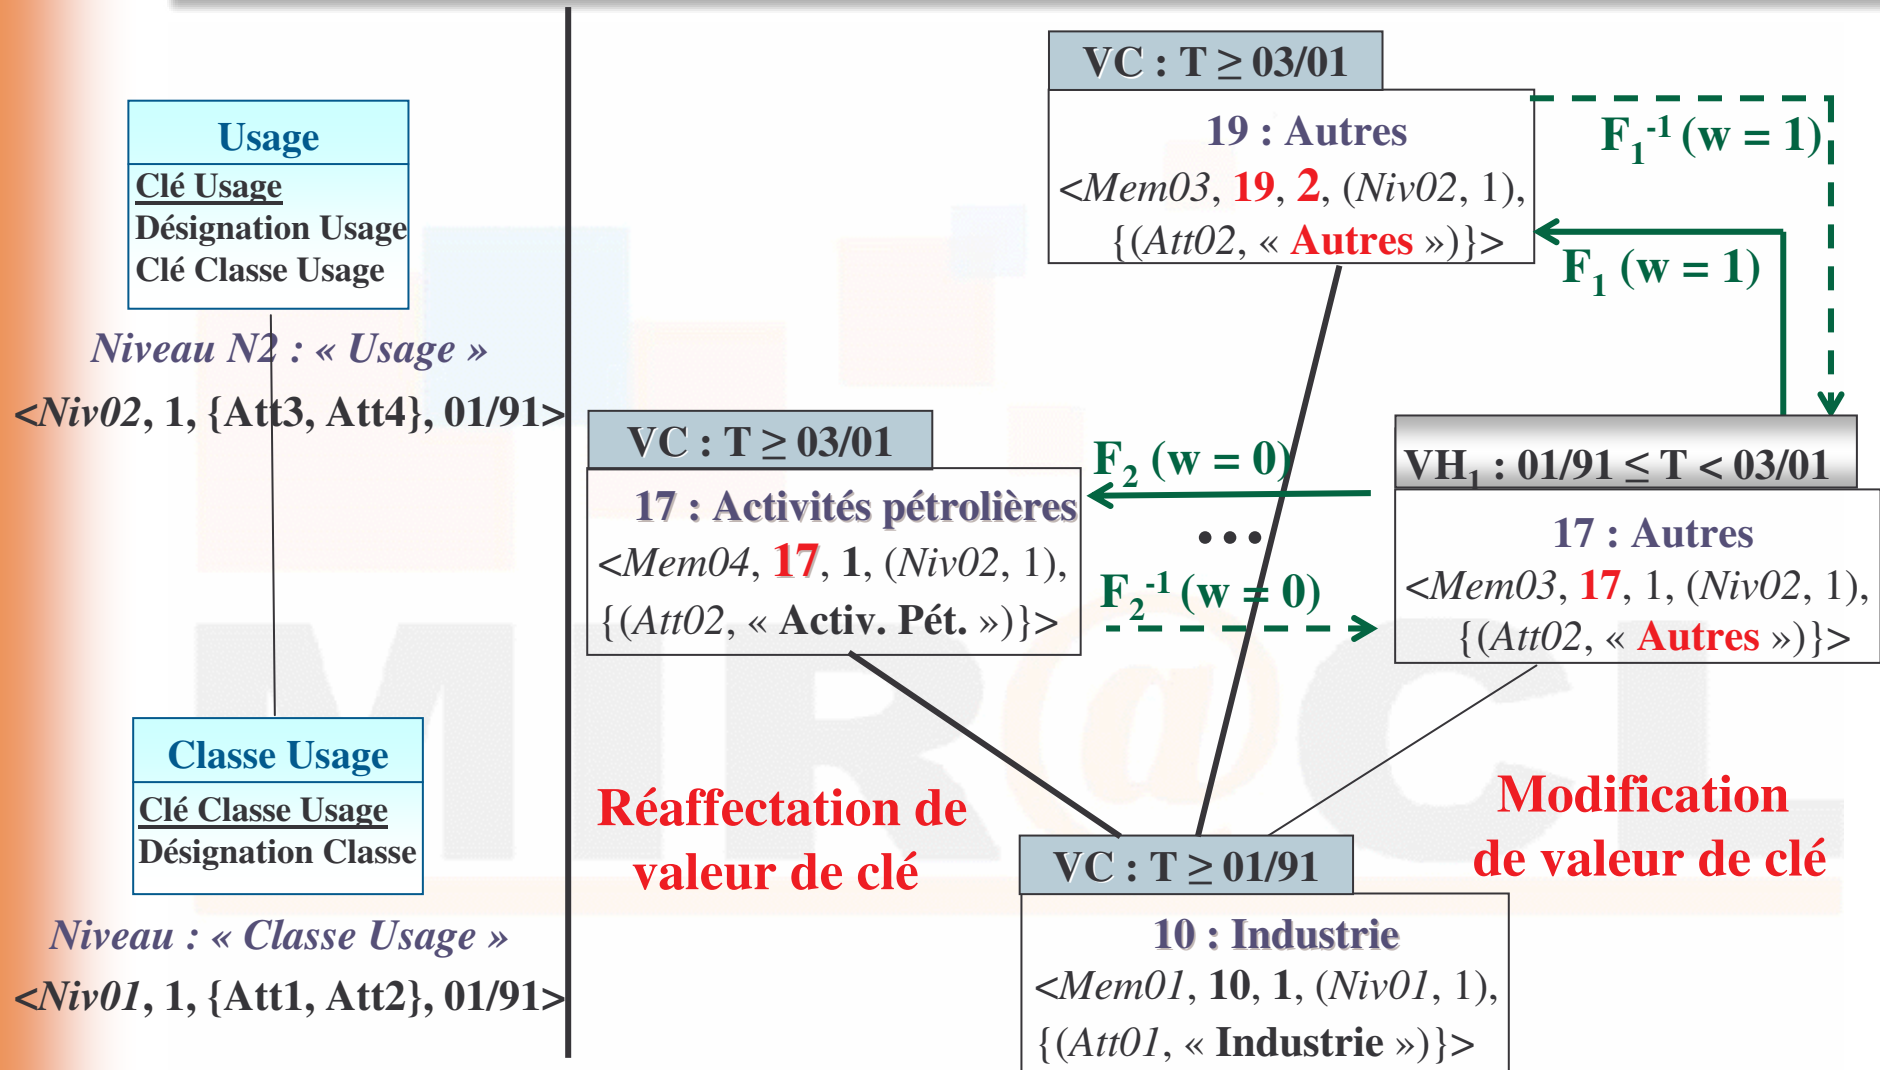 Usage
Clé Usage
Désignation Usage
Clé Classe Usage
Niveau N2 : « Usage »
<Niv02, 1, {Att3, Att4}, 01/91>
Classe Usage
Clé Classe Usage
Désignation Classe
Niveau : « Classe Usage »
<Niv01, 1, {Att1, Att2}, 01/91>
VC : T ≥ 03/01
19 : Autres
<Mem03, 19, 2, (Niv02, 1),
{(Att02, « Autres »)}>
F₁⁻¹ (w = 1)
F₁ (w = 1)
VC : T ≥ 03/01
17 : Activités pétrolières
<Mem04, 17, 1, (Niv02, 1),
{(Att02, « Activ. Pét. »)}>
F₂ (w = 0)
...
F₂⁻¹ (w = 0)
VH₁ : 01/91 ≤ T < 03/01
17 : Autres
<Mem03, 17, 1, (Niv02, 1),
{(Att02, « Autres »)}>
Réaffectation de
valeur de clé
Modification
de valeur de clé
VC : T ≥ 01/91
10 : Industrie
<Mem01, 10, 1, (Niv01, 1),
{(Att01, « Industrie »)}>
MIR@CL